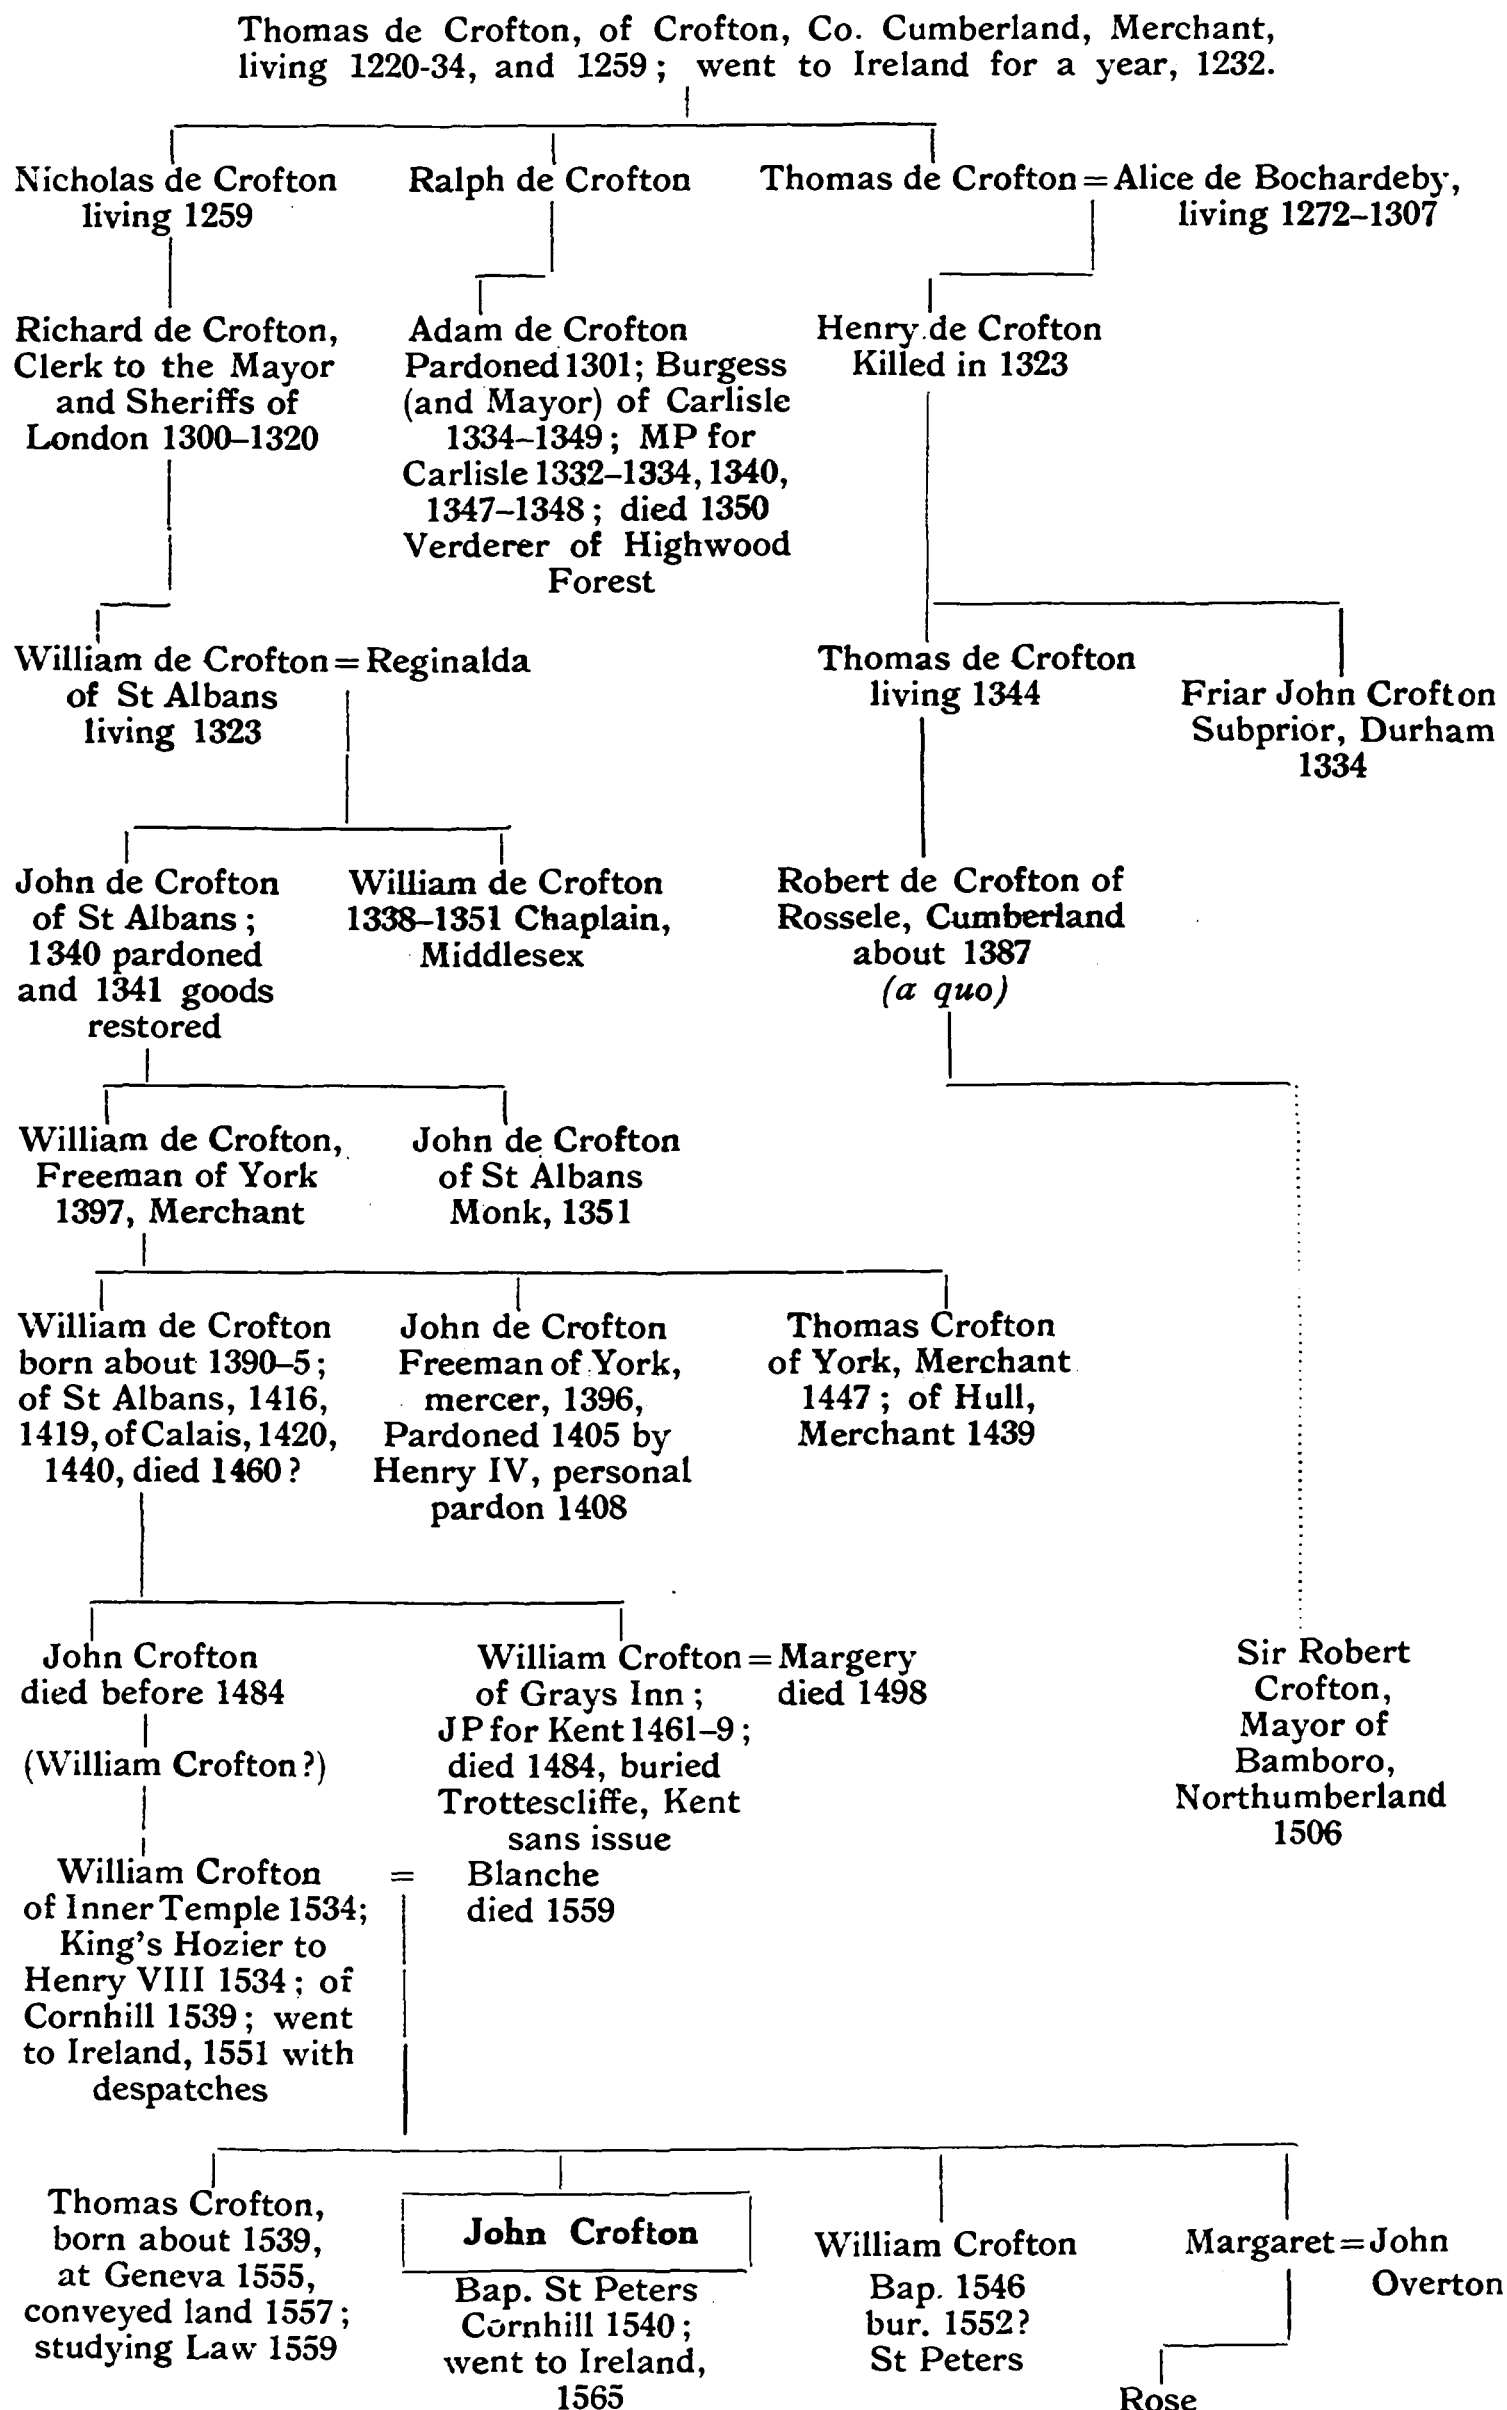 Thomas de Crofton, of Crofton, Co. Cumberland, Merchant,
living 1220-34, and 1259; went to Ireland for a year, 1232.
Nicholas de Crofton
living 1259
Ralph de Crofton
Thomas de Crofton = Alice de Bochardeby,
living 1272–1307
Richard de Crofton,
Clerk to the Mayor
and Sheriffs of
London 1300–1320
Adam de Crofton
Pardoned 1301; Burgess
(and Mayor) of Carlisle
1334–1349; MP for
Carlisle 1332–1334, 1340,
1347–1348; died 1350
Verderer of Highwood
Forest
Henry de Crofton
Killed in 1323
William de Crofton = Reginalda
of St Albans
living 1323
Thomas de Crofton
living 1344
Friar John Crofton
Subprior, Durham
1334
John de Crofton
of St Albans;
1340 pardoned
and 1341 goods
restored
William de Crofton
1338–1351 Chaplain,
Middlesex
Robert de Crofton of
Rossele, Cumberland
about 1387
(a quo)
William de Crofton,
Freeman of York
1397, Merchant
John de Crofton
of St Albans
Monk, 1351
William de Crofton
born about 1390–5;
of St Albans, 1416,
1419, of Calais, 1420,
1440, died 1460?
John de Crofton
Freeman of York,
mercer, 1396,
Pardoned 1405 by
Henry IV, personal
pardon 1408
Thomas Crofton
of York, Merchant
1447; of Hull,
Merchant 1439
John Crofton
died before 1484
(William Crofton?)
William Crofton = Margery
of Grays Inn; died 1498
JP for Kent 1461–9;
died 1484, buried
Trottescliffe, Kent
sans issue
Sir Robert
Crofton,
Mayor of
Bamboro,
Northumberland
1506
William Crofton = Blanche
of Inner Temple 1534; died 1559
King's Hozier to
Henry VIII 1534; of
Cornhill 1539; went
to Ireland, 1551 with
despatches
Thomas Crofton,
born about 1539,
at Geneva 1555,
conveyed land 1557;
studying Law 1559
John Crofton
Bap. St Peters
Cornhill 1540;
went to Ireland,
1565
William Crofton
Bap. 1546
bur. 1552?
St Peters
Margaret = John
Overton
Rose